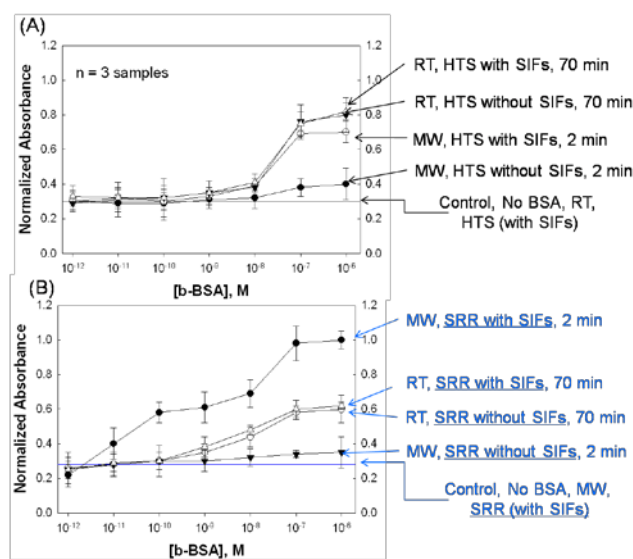 (A)
1.2
1.0
0.8
0.6
0.4
0.2
0.0
Normalized Absorbance
n = 3 samples
1.2
1.0
0.8
0.6
0.4
0.2
0.0
10-12 10-11 10-10 10-9 10-8 10-7 10-6
[b-BSA], M
RT, HTS with SIFs, 70 min
RT, HTS without SIFs, 70 min
MW, HTS with SIFs, 2 min
MW, HTS without SIFs, 2 min
Control, No BSA, RT,
HTS (with SIFs)
(B)
1.2
1.0
0.8
0.6
0.4
0.2
0.0
Normalized Absorbance
1.2
1.0
0.8
0.6
0.4
0.2
0.0
10-12 10-11 10-10 10-9 10-8 10-7 10-6
[b-BSA], M
MW, SRR with SIFs, 2 min
RT, SRR with SIFs, 70 min
RT, SRR without SIFs, 70 min
MW, SRR without SIFs, 2 min
Control, No BSA, MW,
SRR (with SIFs)